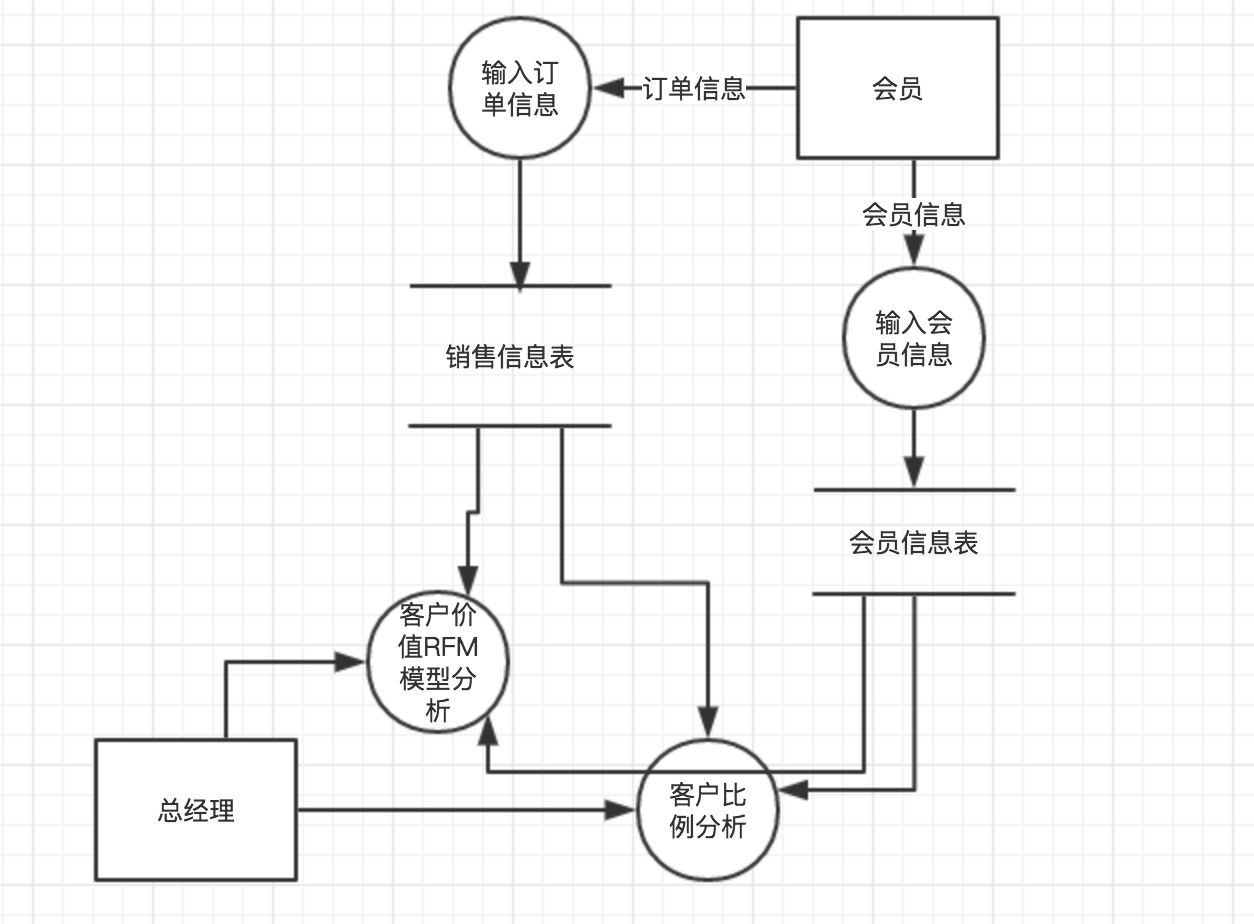 输入订
单信息
订单信息
会员
会员信息
输入会
员信息
销售信息表
会员信息表
客户价
值RFM
模型分
析
总经理
客户比
例分析